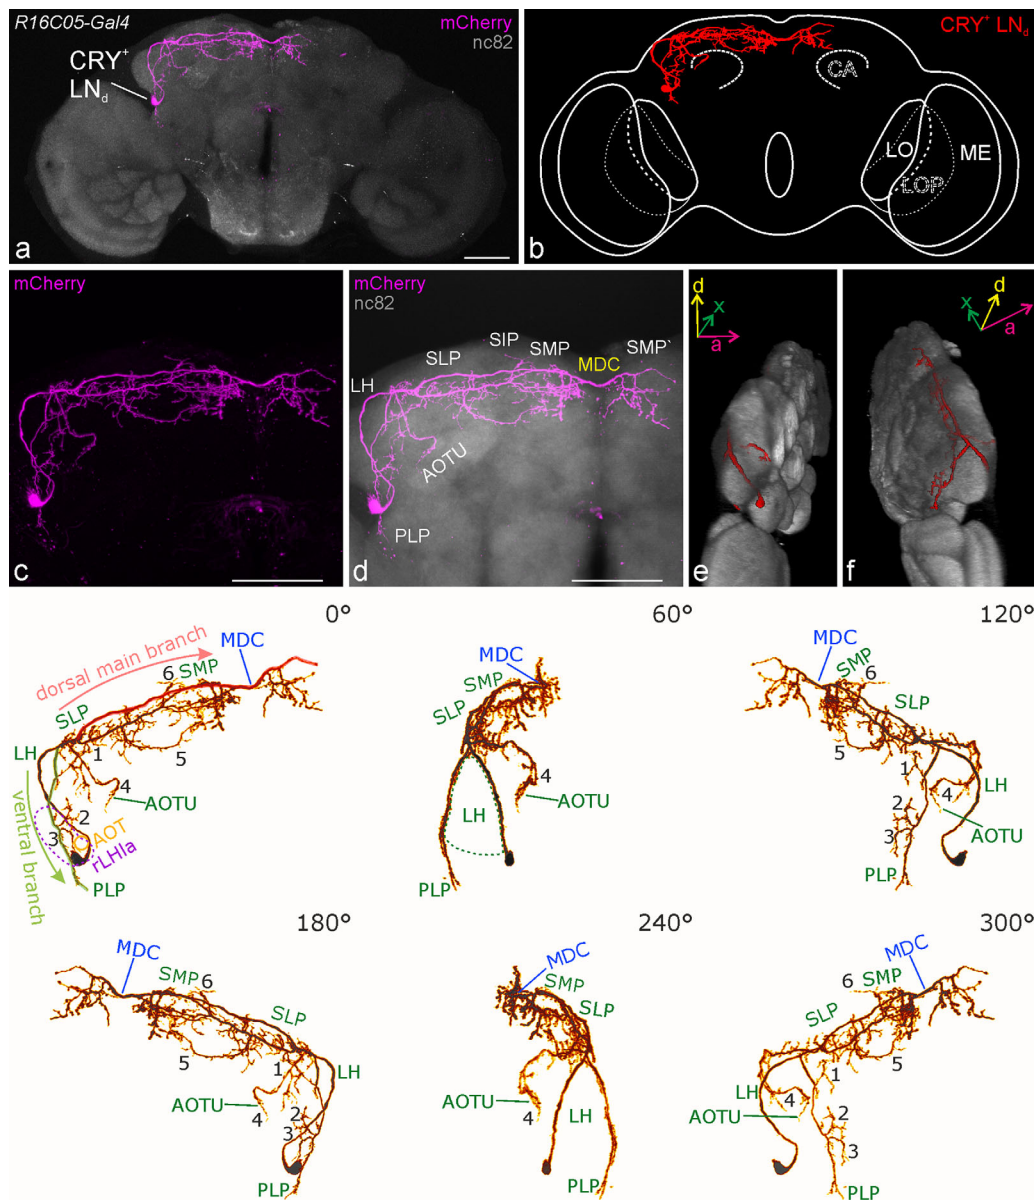 R16C05-Gal4
mCherry
nc82
CRY+
LNd
a
CRY+ LNd
CA
LO
ME
LOP
b
mCherry
c
mCherry
nc82
SIP
SLP
SMP
SMP`
MDC
LH
AOTU
PLP
d
d
x
a
e
d
x
a
f
0°
dorsal main branch
MDC
6
SMP
SLP
LH
1
5
4
AOTU
2
3
AOT
rLHla
ventral branch
PLP
60°
MDC
SMP
SLP
4
LH
AOTU
PLP
120°
MDC
SMP
6
SLP
5
1
LH
4
2
AOTU
3
PLP
180°
MDC
SMP
6
SLP
5
1
LH
AOTU
4
2
3
PLP
240°
MDC
SMP
SLP
AOTU
4
LH
PLP
300°
MDC
6
SMP
SLP
5
1
LH
4
AOTU
2
3
PLP